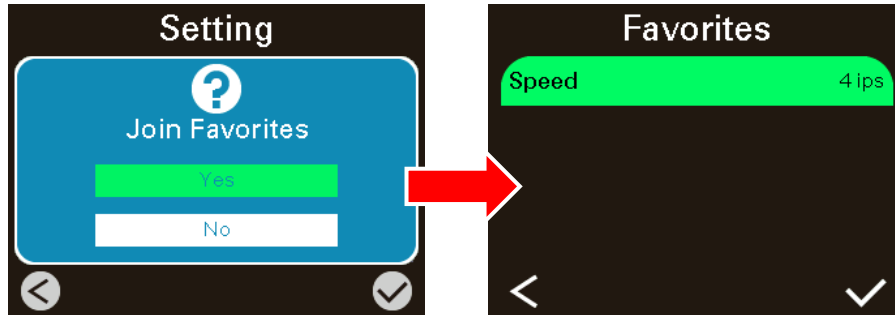 Setting
?
Join Favorites
Yes
No
Favorites
Speed 4 ips